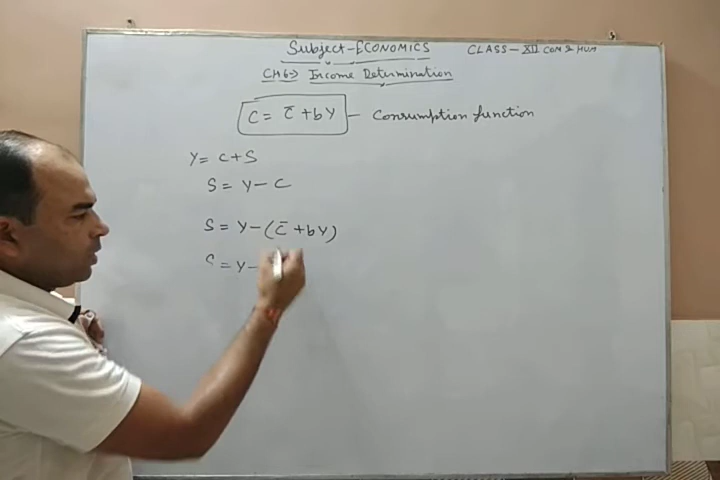 Subject-ECONOMICS CLASS-XII COM & HUM
CH6→ Income Determination
C = C̄ + bY - Consumption function
Y = C+S
S = Y - C
S = Y - (C̄ + bY)
S = Y -